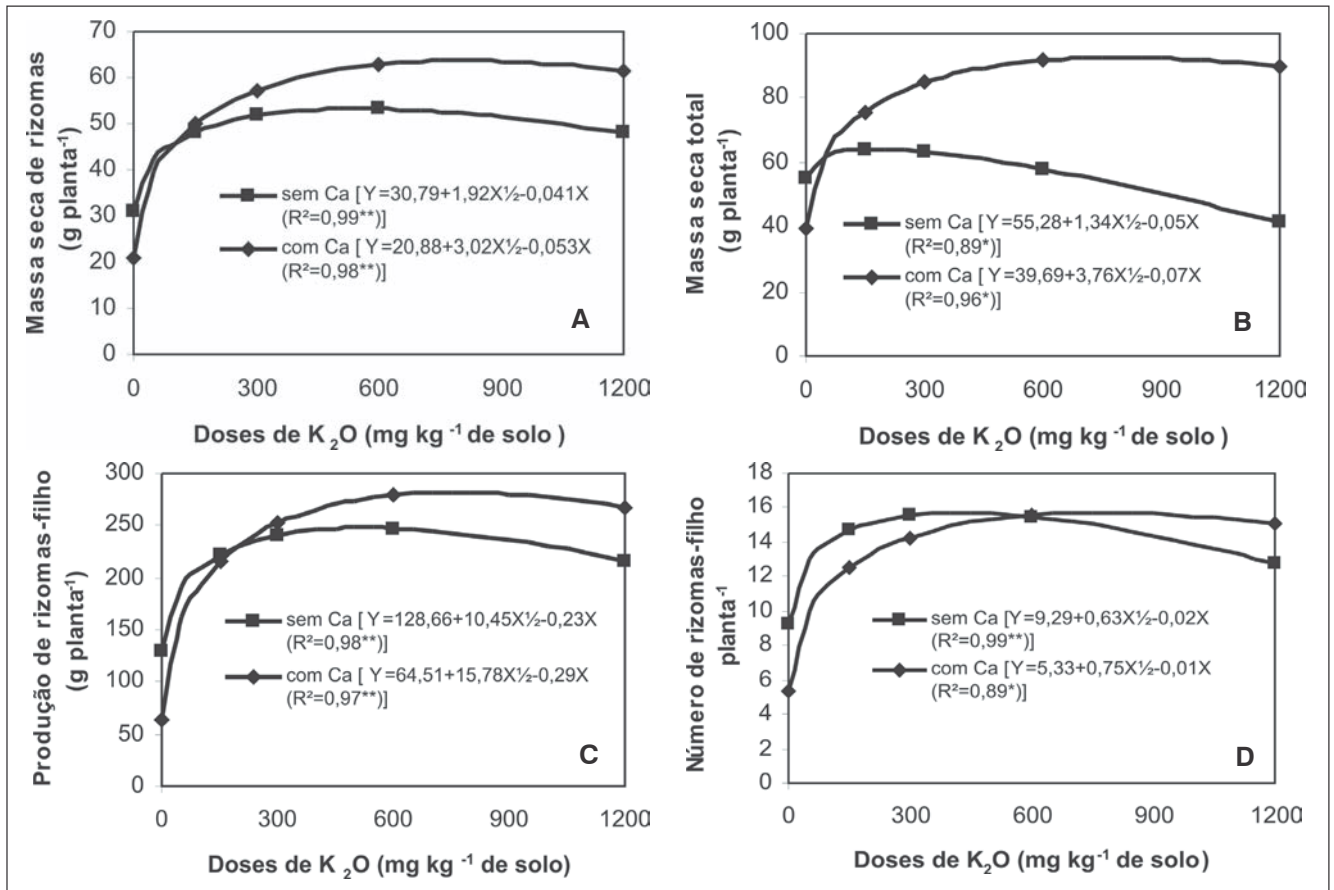 Massa seca de rizomas
(g planta-1)
70
60
50
40
30
20
10
0
sem Ca [Y=30,79+1,92X½-0,041X
(R²=0,99**)]
com Ca [Y=20,88+3,02X½-0,053X
(R²=0,98**)]
A
0 300 600 900 1200
Doses de K2O (mg kg-1 de solo )
Massa seca total
(g planta-1)
100
80
60
40
20
0
sem Ca [Y=55,28+1,34X½-0,05X
(R²=0,89*)]
com Ca [Y=39,69+3,76X½-0,07X
(R²=0,96*)]
B
0 300 600 900 1200
Doses de K2O (mg kg-1 de solo )
Produção de rizomas-filho
(g planta-1)
300
250
200
150
100
50
0
sem Ca [ Y=128,66+10,45X½-0,23X
(R²=0,98**)]
com Ca [ Y=64,51+15,78X½-0,29X
(R²=0,97**)]
C
0 300 600 900 1200
Doses de K2O (mg kg-1 de solo)
Número de rizomas-filho
planta-1
18
16
14
12
10
8
6
4
2
0
sem Ca [Y=9,29+0,63X½-0,02X
(R²=0,99**)]
com Ca [Y=5,33+0,75X½-0,01X
(R²=0,89*)]
D
0 300 600 900 1200
Doses de K2O (mg kg-1 de solo)